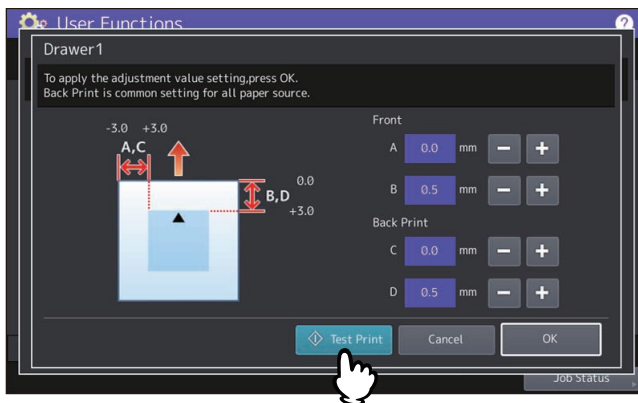 User Functions
Drawer1
To apply the adjustment value setting,press OK.
Back Print is common setting for all paper source.
-3.0 +3.0
A,C
0.0
B,D
+3.0
Front
A 0.0 mm - +
B 0.5 mm - +
Back Print
C 0.0 mm - +
D 0.5 mm - +
Test Print
Cancel
OK
Job Status